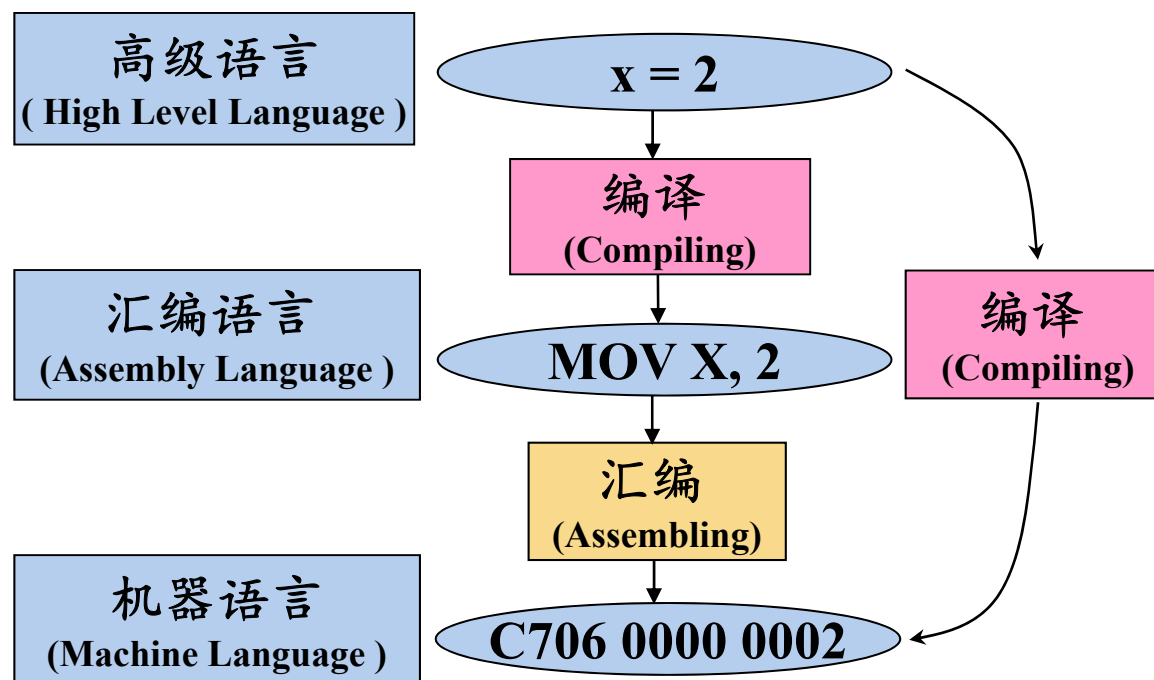 高级语言
( High Level Language )
x = 2
编译
(Compiling)
汇编语言
(Assembly Language )
MOV X, 2
编译
(Compiling)
汇编
(Assembling)
机器语言
(Machine Language )
C706 0000 0002